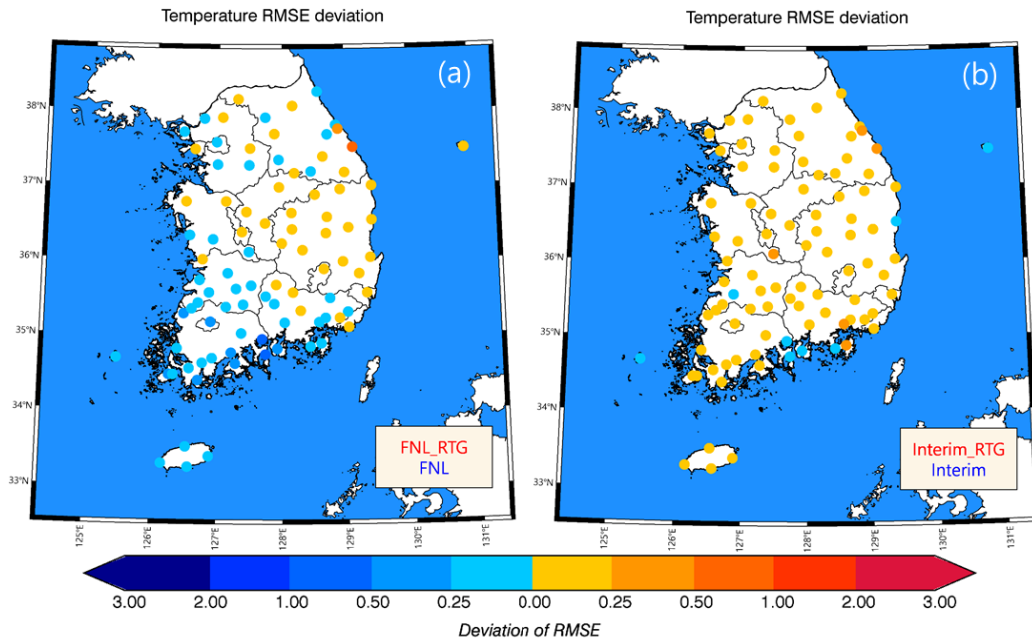 Temperature RMSE deviation
Temperature RMSE deviation
(a)
(b)
38°N
37°N
36°N
35°N
34°N
33°N
38°N
37°N
36°N
35°N
34°N
33°N
FNL_RTG
FNL
Interim_RTG
Interim
125°E 126°E 127°E 128°E 129°E 130°E 131°E
125°E 126°E 127°E 128°E 129°E 130°E 131°E
3.00 2.00 1.00 0.50 0.25 0.00 0.25 0.50 1.00 2.00 3.00
Deviation of RMSE